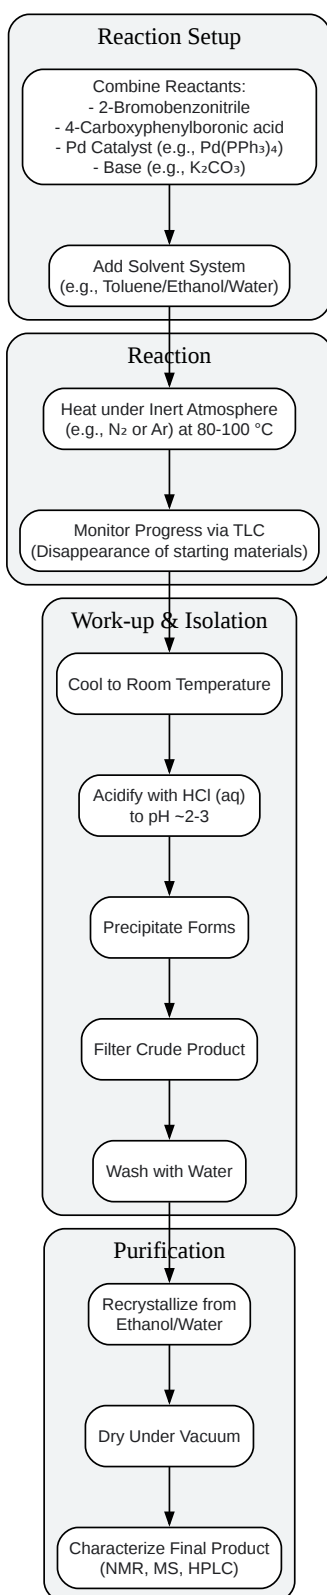 Reaction Setup
Combine Reactants:
- 2-Bromobenzonitrile
- 4-Carboxyphenylboronic acid
- Pd Catalyst (e.g., Pd(PPh₃)₄)
- Base (e.g., K₂CO₃)
Add Solvent System
(e.g., Toluene/Ethanol/Water)
Reaction
Heat under Inert Atmosphere
(e.g., N₂ or Ar) at 80-100 °C
Monitor Progress via TLC
(Disappearance of starting materials)
Work-up & Isolation
Cool to Room Temperature
Acidify with HCl (aq)
to pH ~2-3
Precipitate Forms
Filter Crude Product
Wash with Water
Purification
Recrystallize from
Ethanol/Water
Dry Under Vacuum
Characterize Final Product
(NMR, MS, HPLC)